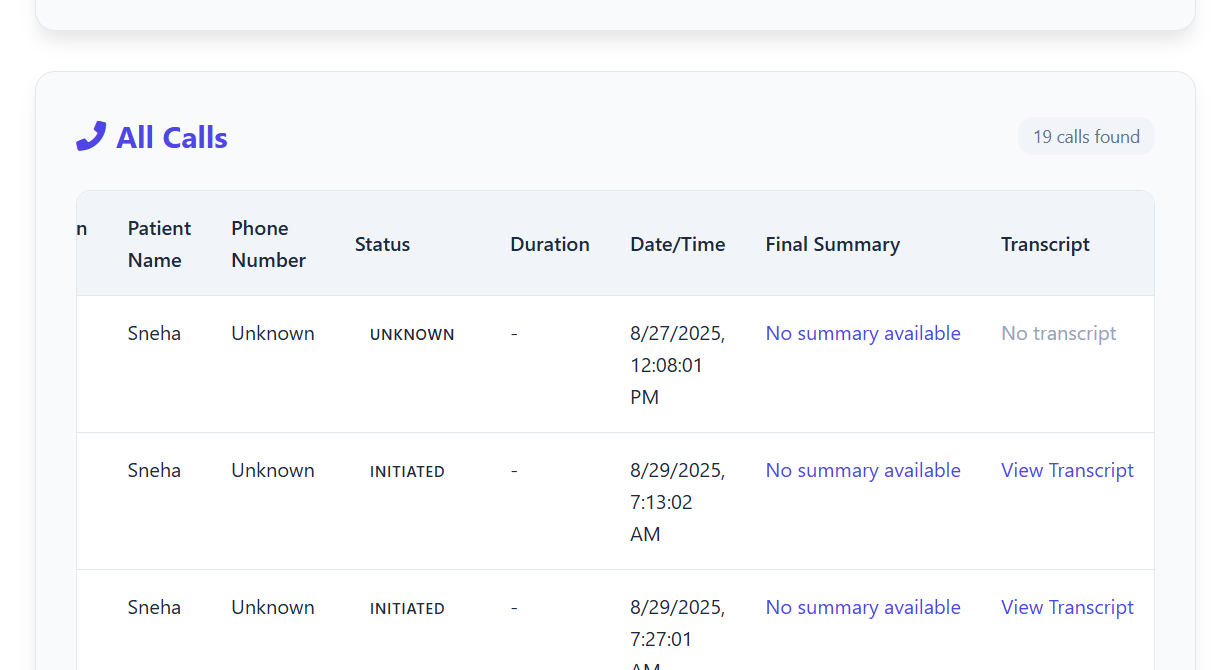 All Calls
19 calls found
n
Patient Name
Phone Number
Status
Duration
Date/Time
Final Summary
Transcript
Sneha
Unknown
UNKNOWN
-
8/27/2025,
12:08:01
PM
No summary available
No transcript
Sneha
Unknown
INITIATED
-
8/29/2025,
7:13:02
AM
No summary available
View Transcript
Sneha
Unknown
INITIATED
-
8/29/2025,
7:27:01
AM
No summary available
View Transcript